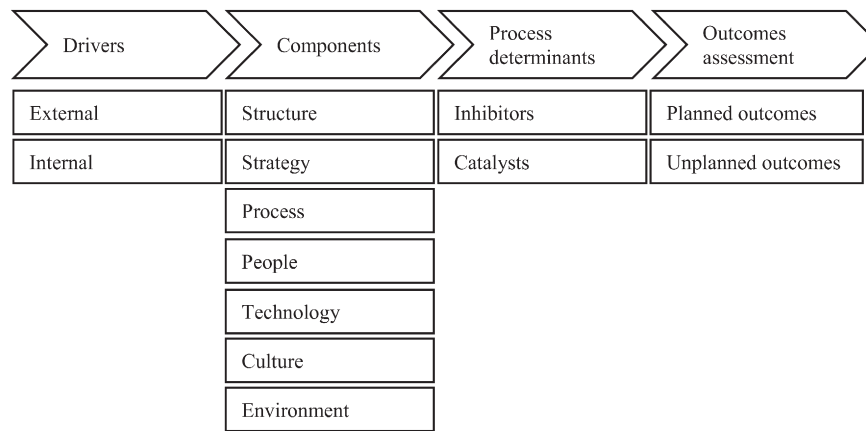 Drivers
Components
Process
determinants
Outcomes
assessment
External
Structure
Inhibitors
Planned outcomes
Internal
Strategy
Catalysts
Unplanned outcomes
Process
People
Technology
Culture
Environment